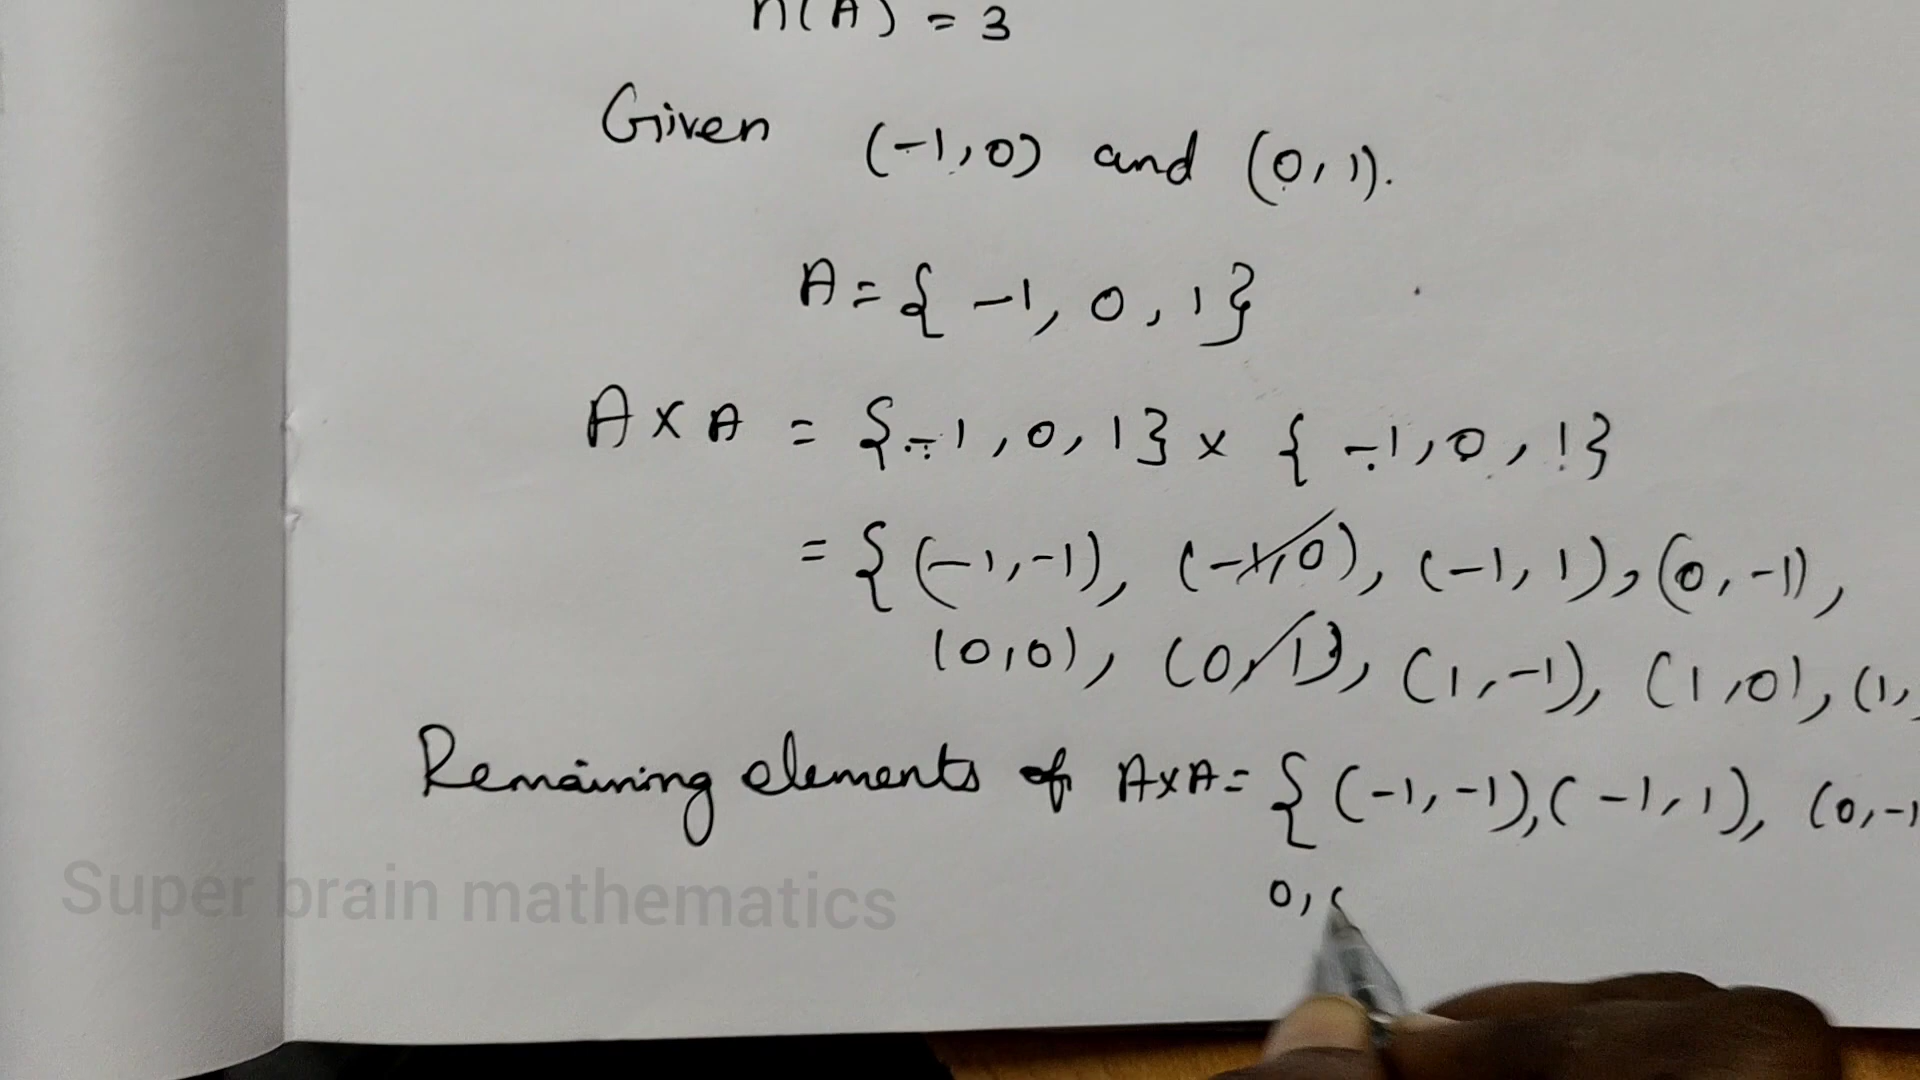 n(A) = 3
Given (-1,0) and (0,1).
A = { -1, 0, 1}
A X A = {-1, 0, 1} x { -1, 0, 1}
= { (-1,-1), (-1,0), (-1, 1), (0, -1),
(0,0), (0,1), (1,-1), (1,0), (1,
Remaining elements of AxA = { (-1,-1), (-1,1), (0,-1
0,
Super brain mathematics